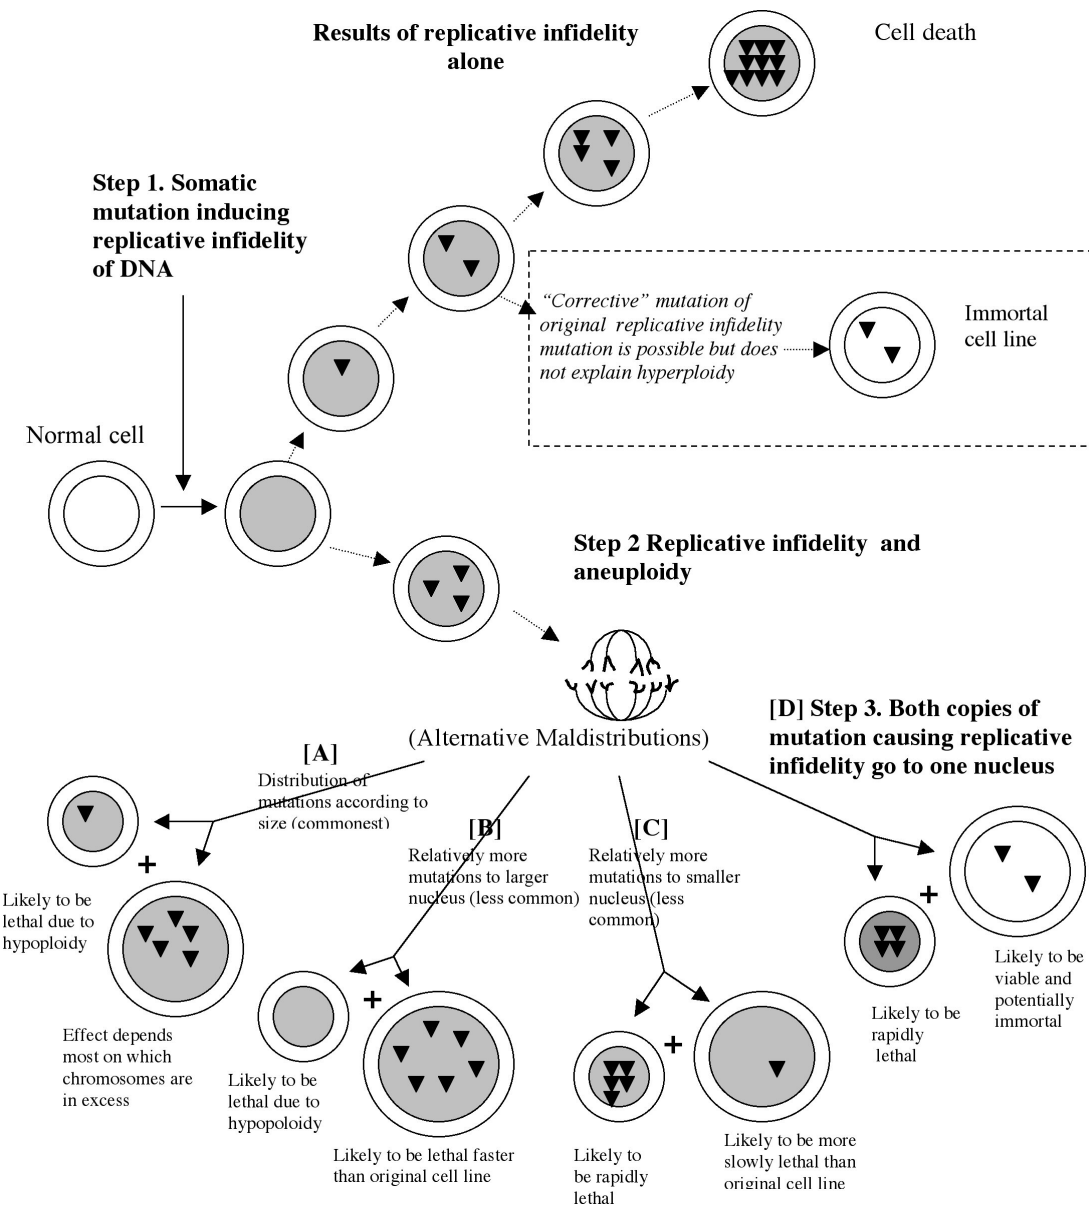 Results of replicative infidelity
alone
Cell death
Step 1. Somatic
mutation inducing
replicative infidelity
of DNA
“Corrective” mutation of
original replicative infidelity
mutation is possible but does
not explain hyperploidy
Immortal
cell line
Normal cell
Step 2 Replicative infidelity and
aneuploidy
(Alternative Maldistributions)
[D] Step 3. Both copies of
mutation causing replicative
infidelity go to one nucleus
[A]
Distribution of
mutations according to
size (commonest)
[B]
Relatively more
mutations to larger
nucleus (less common)
[C]
Relatively more
mutations to smaller
nucleus (less
common)
+
Likely to be
lethal due to
hypoploidy
Effect depends
most on which
chromosomes are
in excess
+
Likely to be
lethal due to
hypopoloidy
Likely to be lethal faster
than original cell line
+
Likely to
be rapidly
lethal
Likely to be more
slowly lethal than
original cell line
+
Likely to be
rapidly
lethal
Likely to be
viable and
potentially
immortal